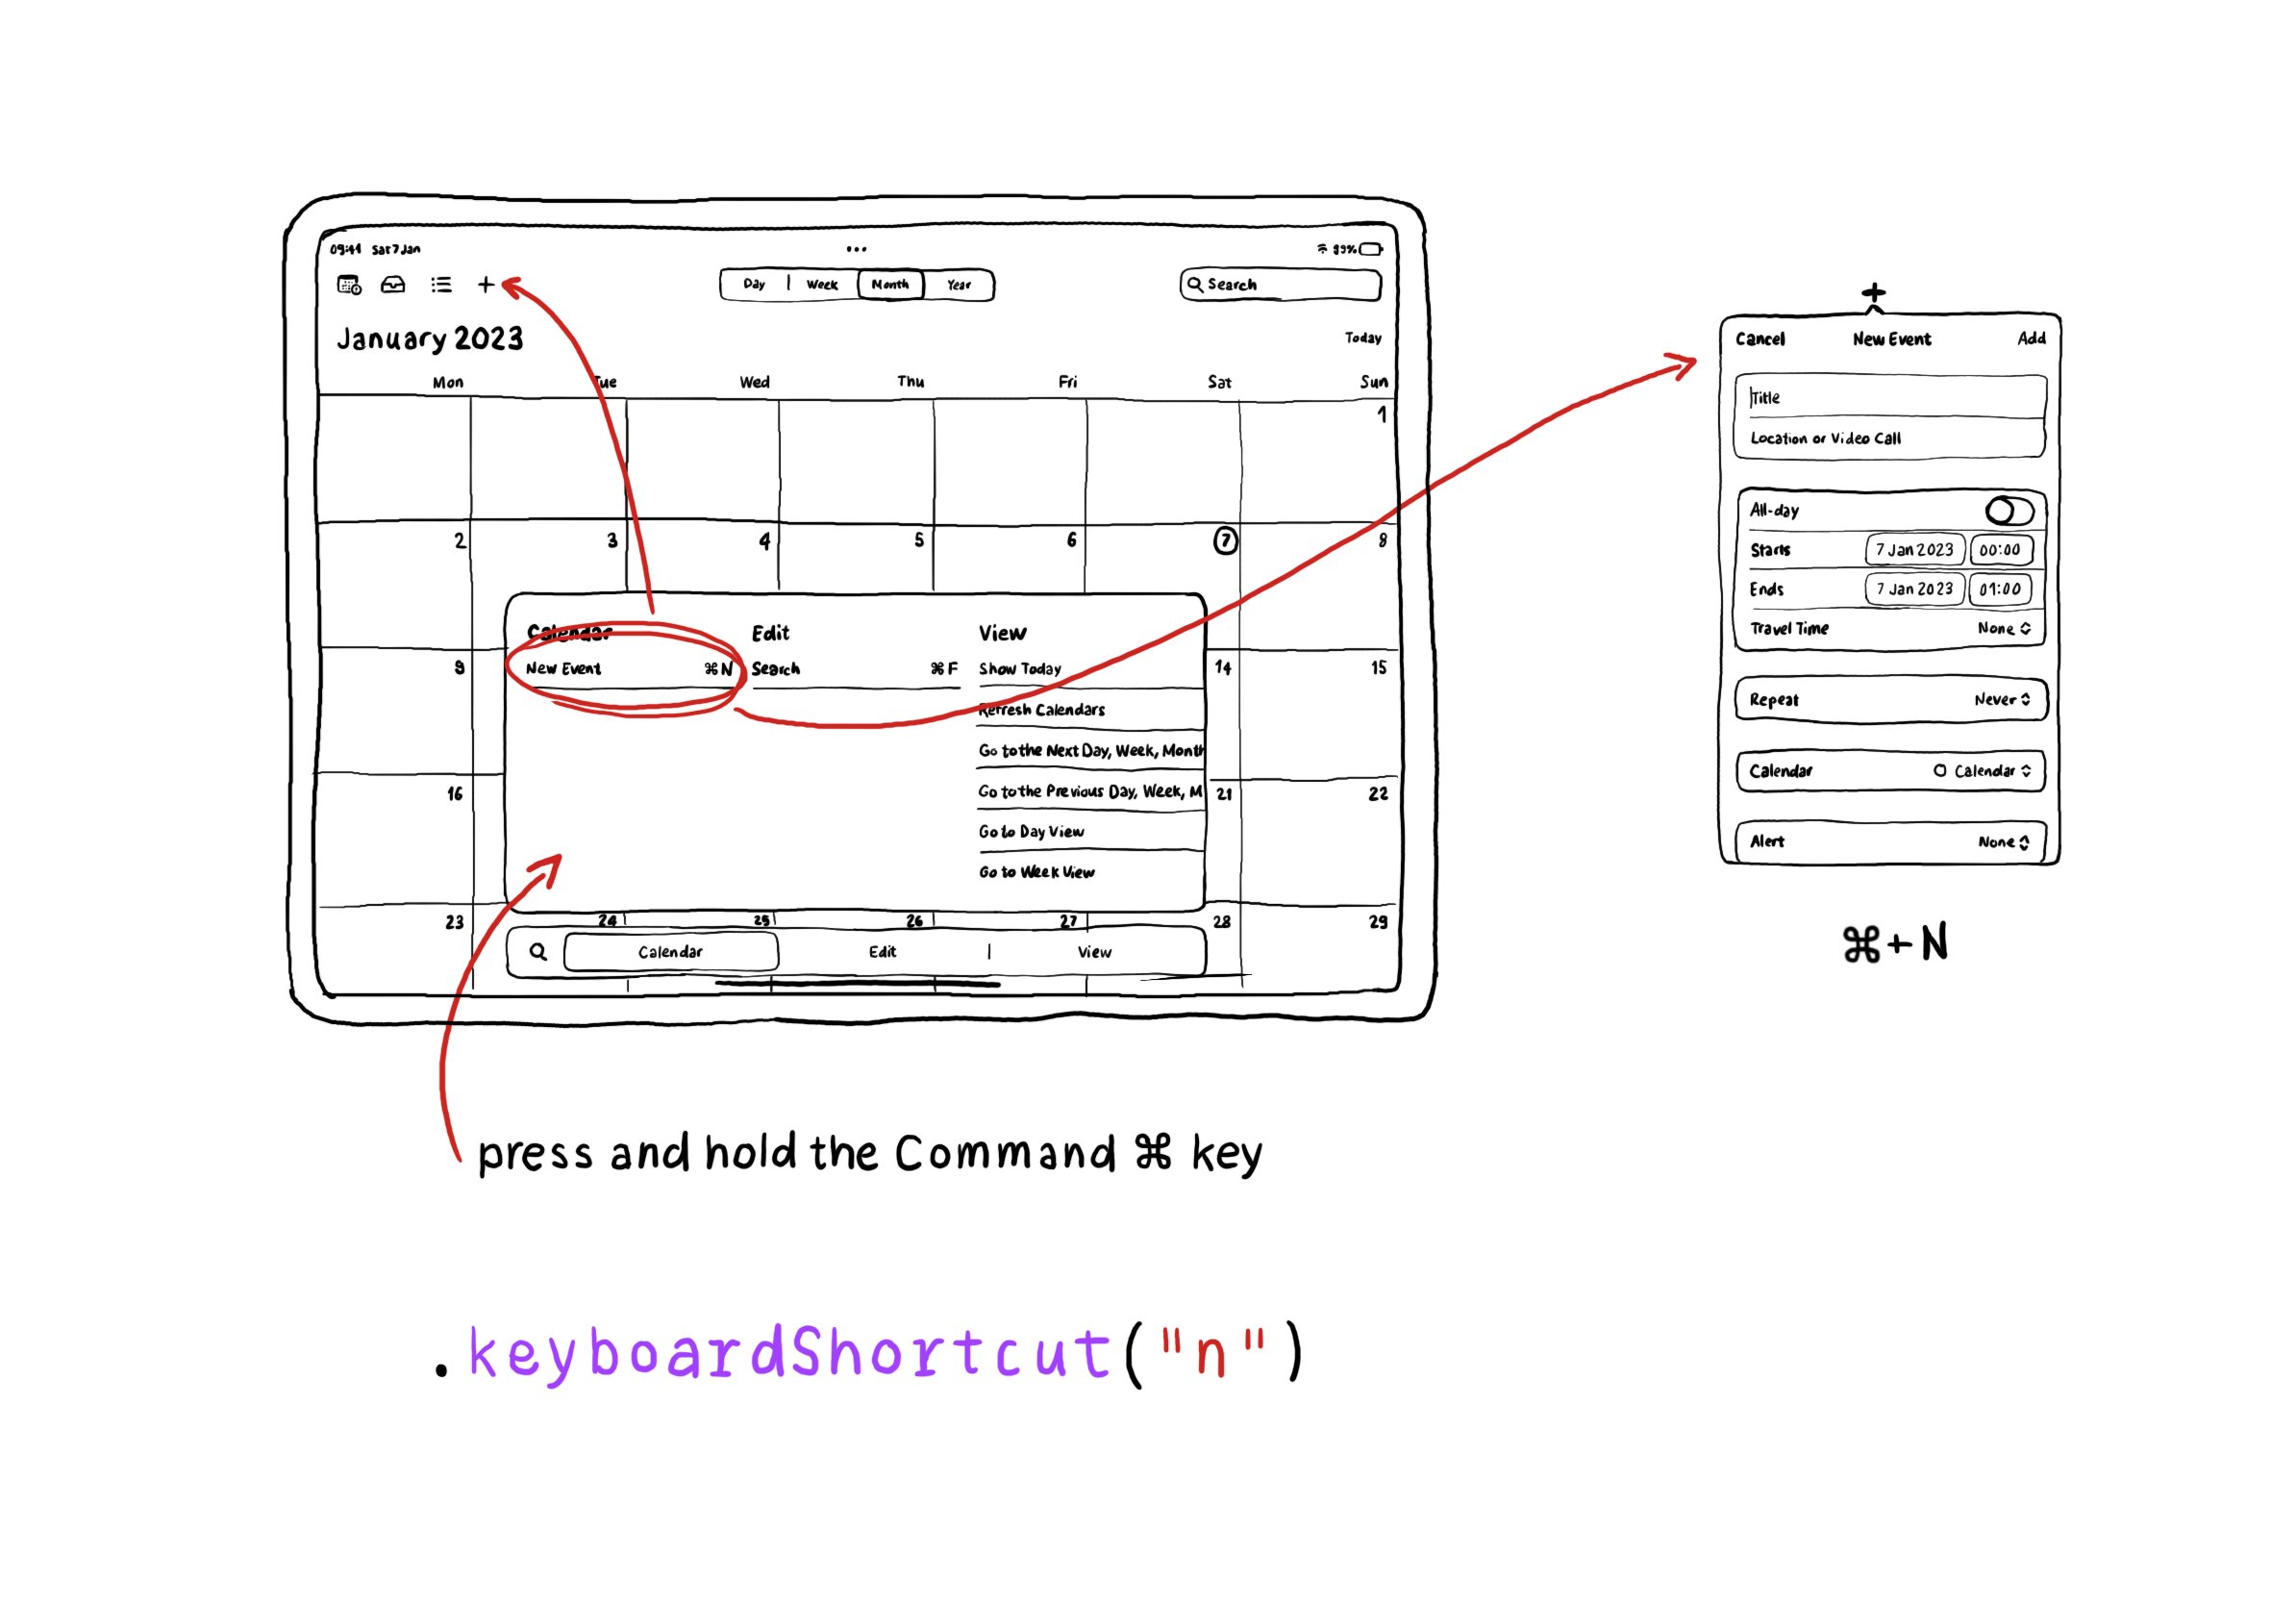 09:41 Sat 7 Jan
99%
Day | Week Month Year
Search
January 2023
Today
Mon Tue Wed Thu Fri Sat Sun
1
2 3 4 5 6 7 8
9 14 15
16 21 22
23 24 25 26 27 28 29
Calendar Edit View
New Event ⌘N Search ⌘F Show Today
Refresh Calendars
Go to the Next Day, Week, Month
Go to the Previous Day, Week, M
Go to Day View
Go to Week View
Calendar Edit | View
+
Cancel New Event Add
Title
Location or Video Call
All-day
Starts 7 Jan 2023 00:00
Ends 7 Jan 2023 01:00
Travel Time None
Repeat Never
Calendar Calendar
Alert None
⌘+N
press and hold the Command ⌘ key
.keyboardShortcut("n")